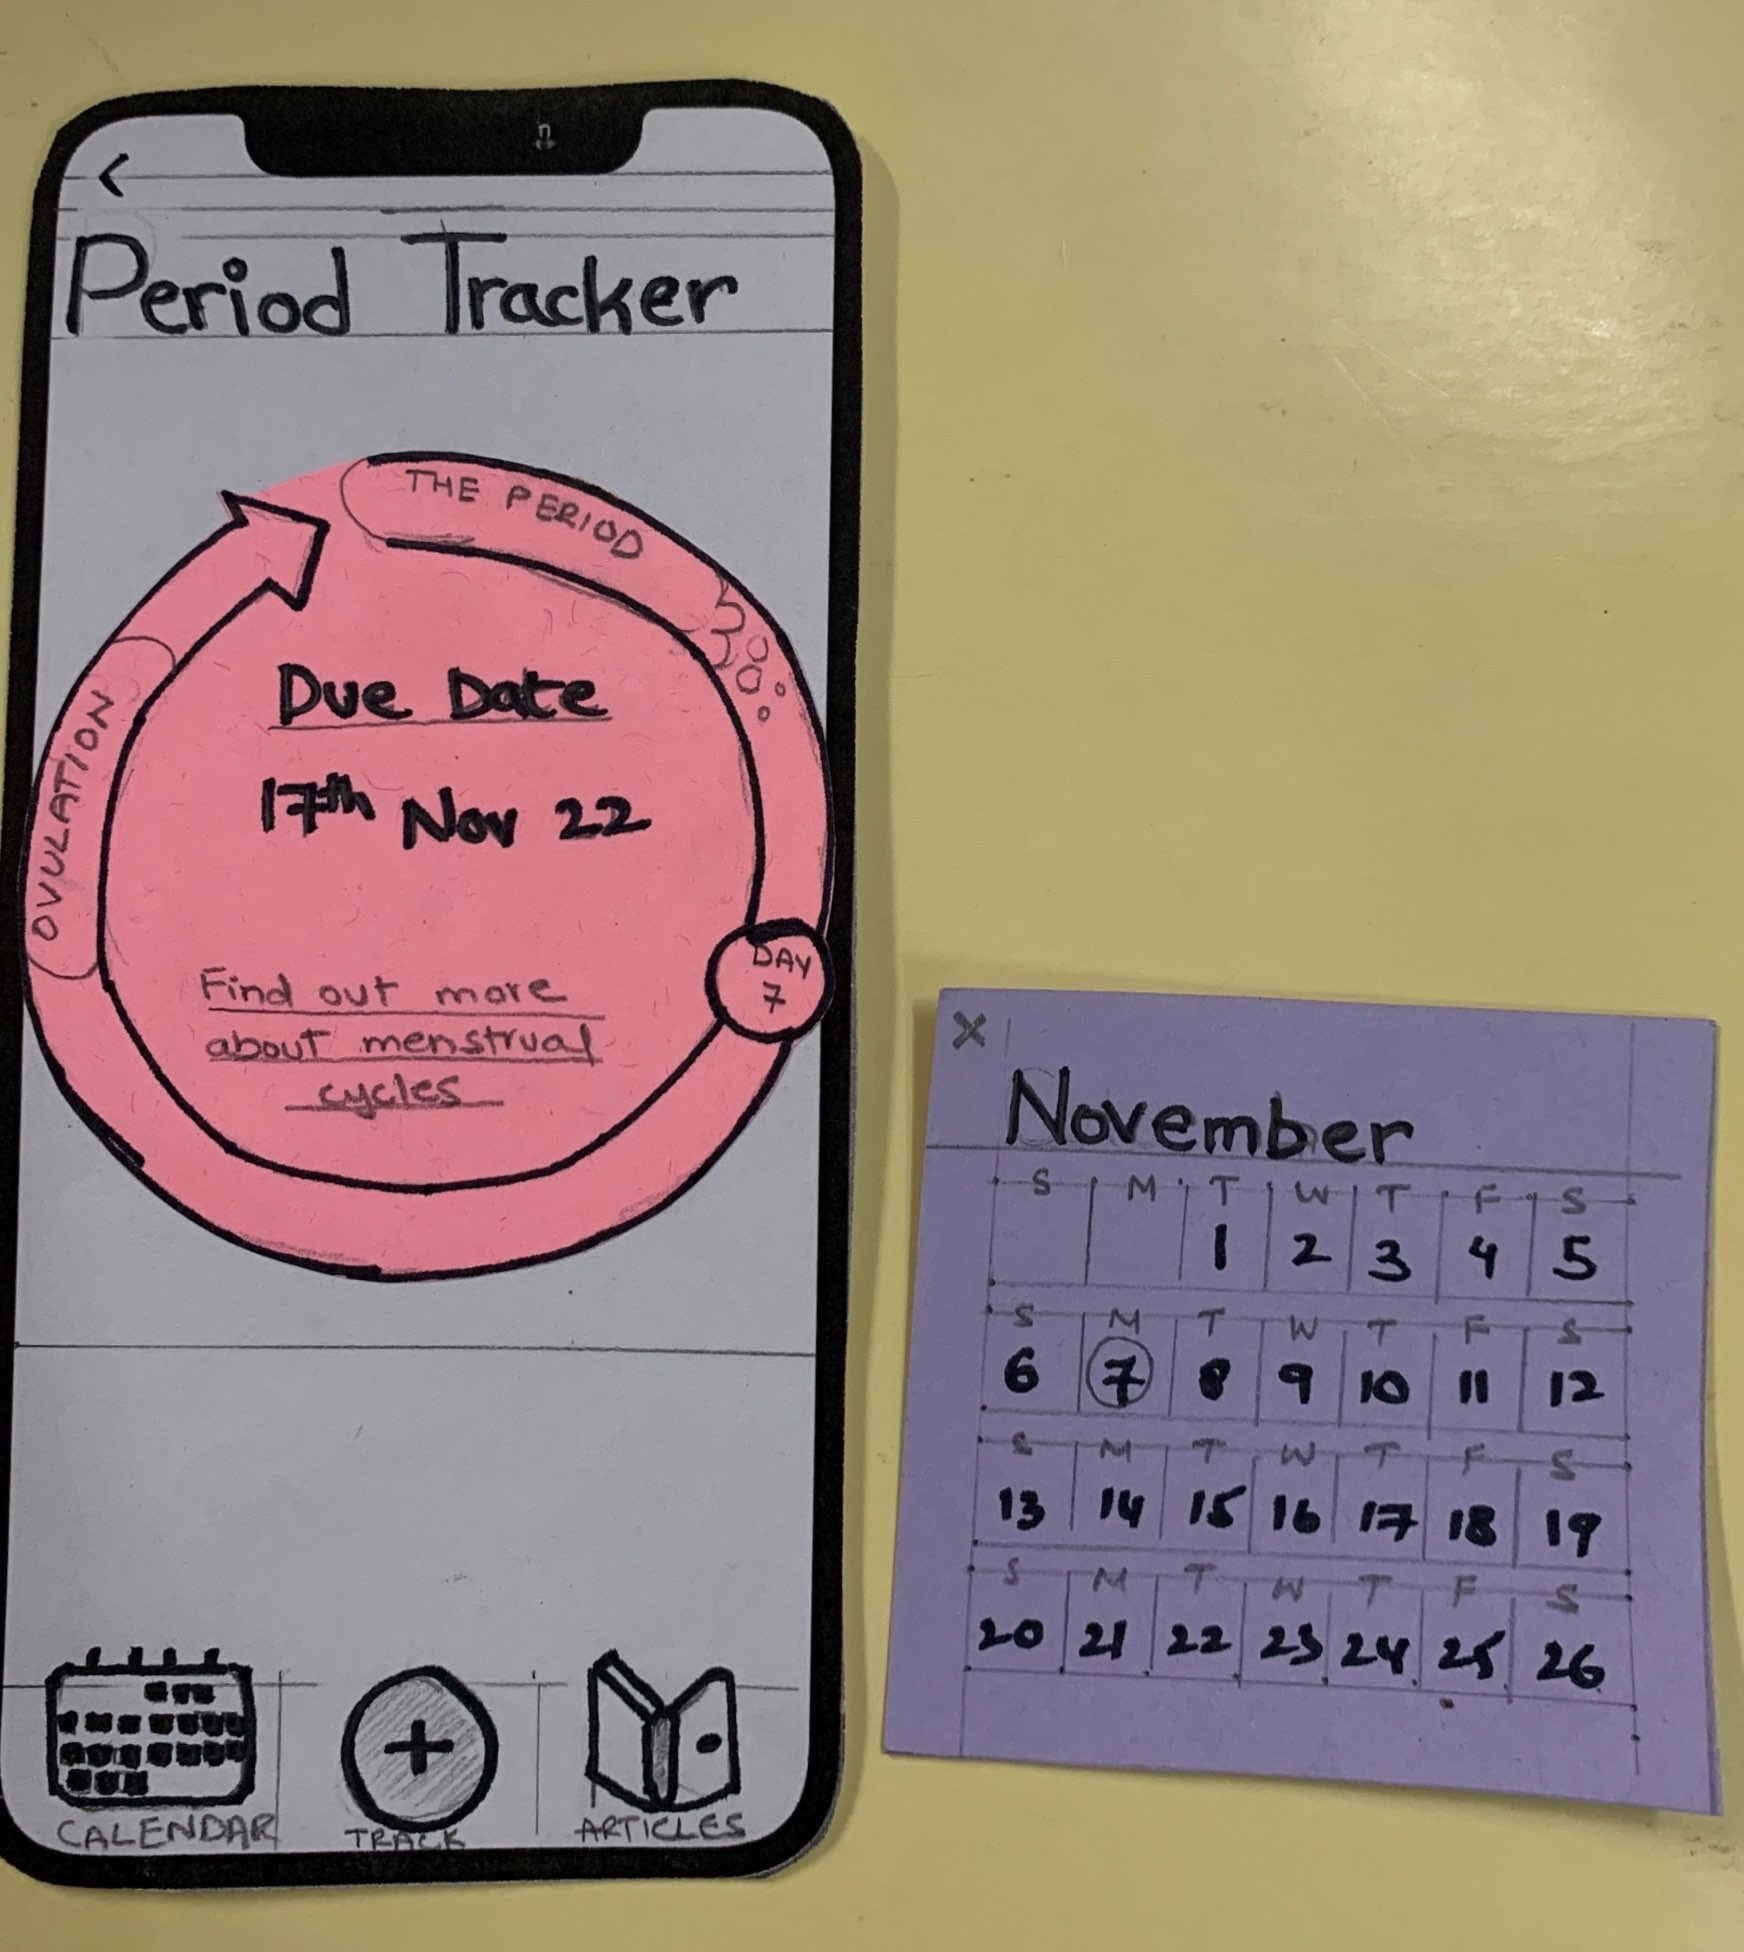 <
Period Tracker
THE PERIOD
OVULATION
Due Date
17th Nov 22
DAY
7
Find out more
about menstrual
cycles
+
CALENDAR
TRACK
ARTICLES
X
November
S M T W T F S
1 2 3 4 5
S M T W T F S
6 7 8 9 10 11 12
S M T W T F S
13 14 15 16 17 18 19
S M T W T F S
20 21 22 23 24 25 26